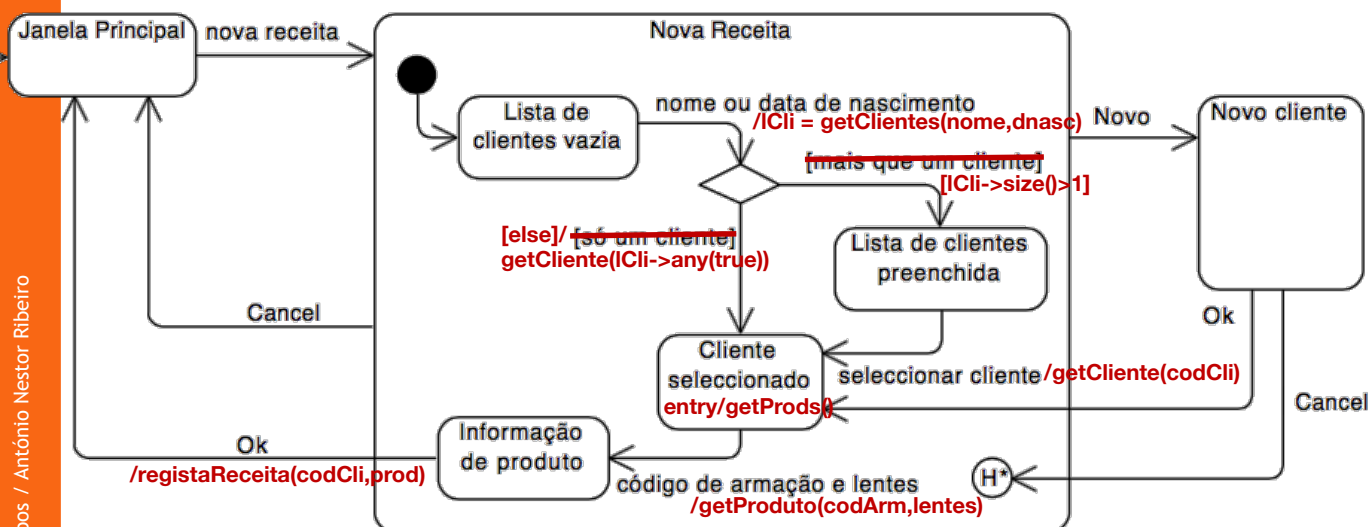 Janela Principal
nova receita
Nova Receita
Lista de
clientes vazia
nome ou data de nascimento
/lCli = getClientes(nome,dnasc)
Novo
Novo cliente
[mais que um cliente]
[lCli->size()>1]
[else]/ [só um cliente]
getCliente(lCli->any(true))
Lista de clientes
preenchida
Cancel
Ok
Cliente
seleccionado
entry/getProds()
seleccionar cliente /getCliente(codCli)
Cancel
Ok
/registaReceita(codCli,prod)
Informação
de produto
código de armação e lentes
/getProduto(codArm,lentes)
H*
/ António Nestor Ribeiro